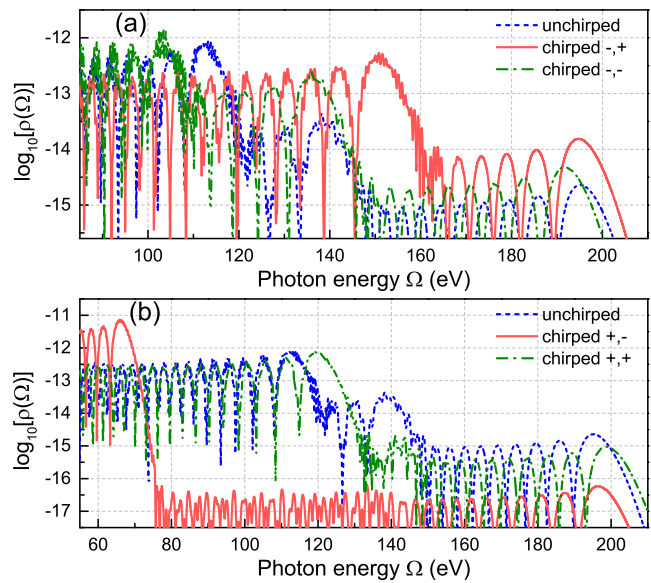 (a)
unchirped
chirped -,+
chirped -,-
log₁₀[ρ(Ω)]
-12
-13
-14
-15
100 120 140 160 180 200
Photon energy Ω (eV)
(b)
unchirped
chirped +,-
chirped +,+
log₁₀[ρ(Ω)]
-11
-12
-13
-14
-15
-16
-17
60 80 100 120 140 160 180 200
Photon energy Ω (eV)